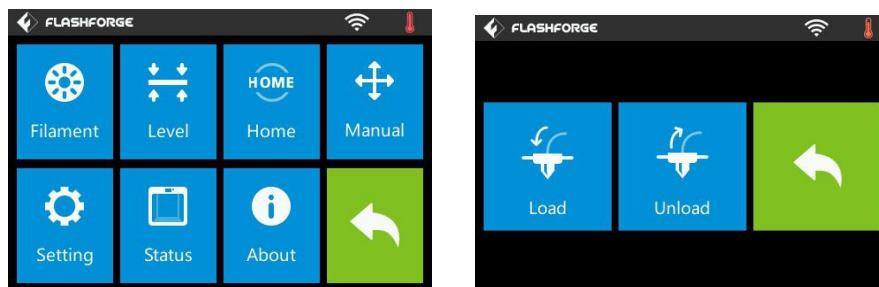 FLASHFORGE
Filament Level HOME Home Manual
Setting Status About
FLASHFORGE
Load Unload